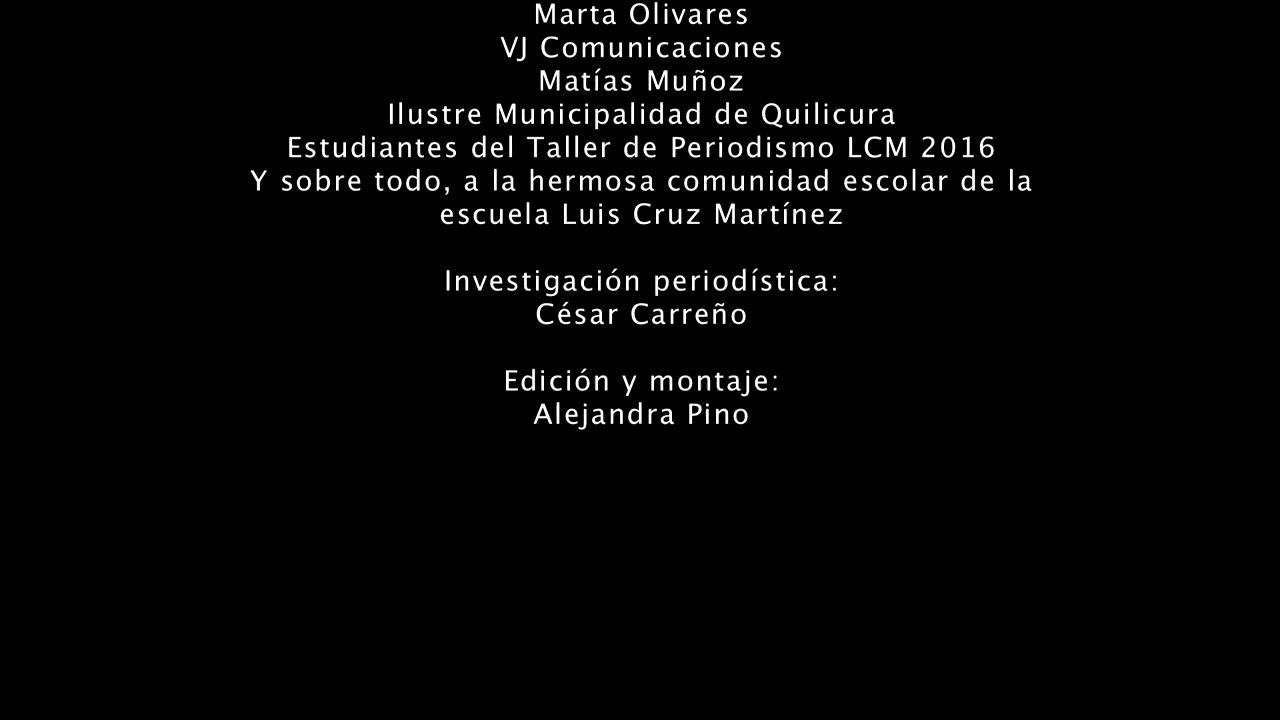 Marta Olivares
VJ Comunicaciones
Matías Muñoz
Ilustre Municipalidad de Quilicura
Estudiantes del Taller de Periodismo LCM 2016
Y sobre todo, a la hermosa comunidad escolar de la
escuela Luis Cruz Martínez
Investigación periodística:
César Carreño
Edición y montaje:
Alejandra Pino